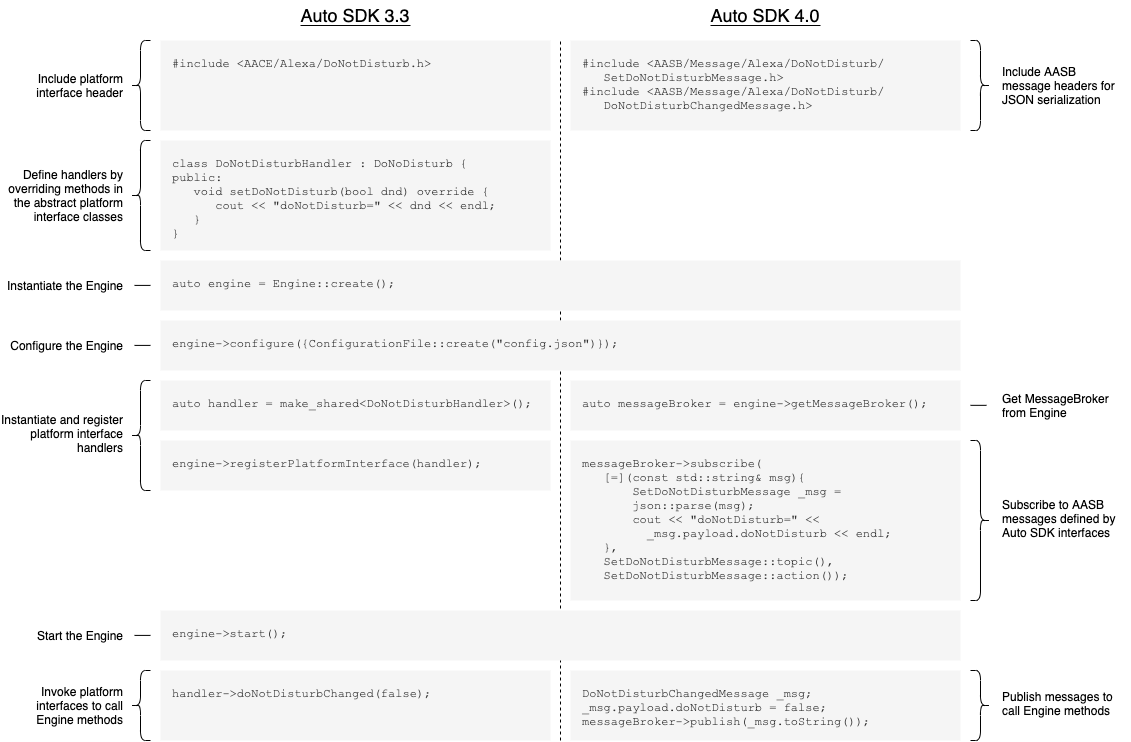 Auto SDK 3.3
Auto SDK 4.0
Include platform
interface header
#include <AACE/Alexa/DoNotDisturb.h>
#include <AASB/Message/Alexa/DoNotDisturb/
SetDoNotDisturbMessage.h>
#include <AASB/Message/Alexa/DoNotDisturb/
DoNotDisturbChangedMessage.h>
Include AASB
message headers for
JSON serialization
Define handlers by
overriding methods in
the abstract platform
interface classes
class DoNotDisturbHandler : DoNoDisturb {
public:
void setDoNotDisturb(bool dnd) override {
cout << "doNotDisturb=" << dnd << endl;
}
}
Instantiate the Engine
auto engine = Engine::create();
Configure the Engine
engine->configure({ConfigurationFile::create("config.json")});
Instantiate and register
platform interface
handlers
auto handler = make_shared<DoNotDisturbHandler>();
engine->registerPlatformInterface(handler);
auto messageBroker = engine->getMessageBroker();
Get MessageBroker
from Engine
messageBroker->subscribe(
[=](const std::string& msg){
SetDoNotDisturbMessage _msg =
json::parse(msg);
cout << "doNotDisturb=" <<
_msg.payload.doNotDisturb << endl;
},
SetDoNotDisturbMessage::topic(),
SetDoNotDisturbMessage::action());
Subscribe to AASB
messages defined by
Auto SDK interfaces
Start the Engine
engine->start();
Invoke platform
interfaces to call
Engine methods
handler->doNotDisturbChanged(false);
DoNotDisturbChangedMessage _msg;
_msg.payload.doNotDisturb = false;
messageBroker->publish(_msg.toString());
Publish messages to
call Engine methods